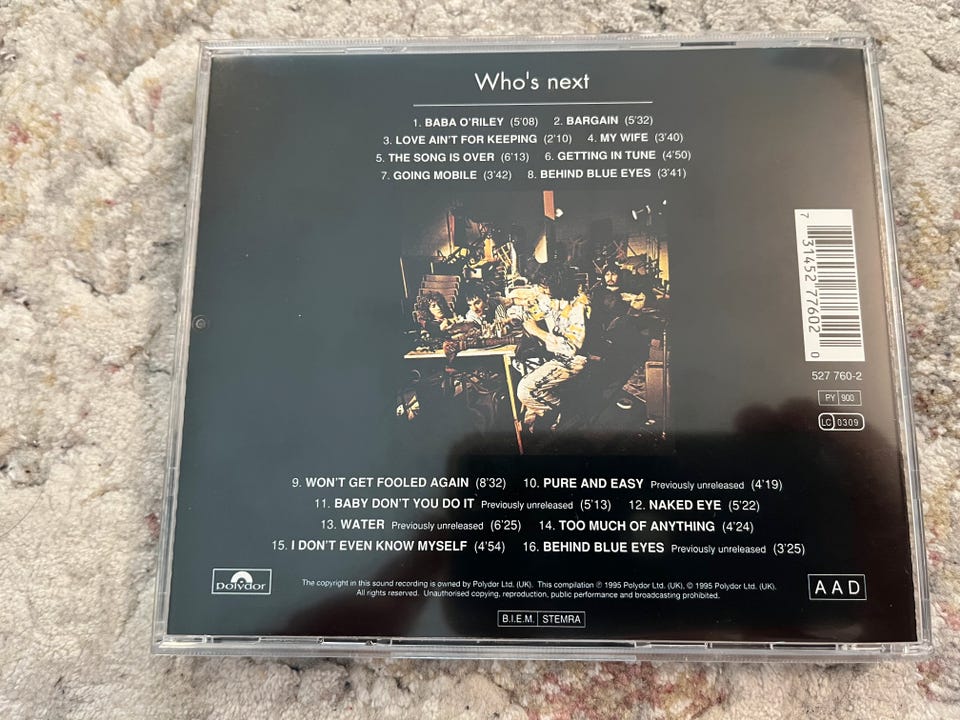 Who's next
1. BABA O'RILEY (5'08) 2. BARGAIN (5'32)
3. LOVE AIN'T FOR KEEPING (2'10) 4. MY WIFE (3'40)
5. THE SONG IS OVER (6'13) 6. GETTING IN TUNE (4'50)
7. GOING MOBILE (3'42) 8. BEHIND BLUE EYES (3'41)
7 31452 77602 0
527 760-2
PY 900
LC 0309
9. WON'T GET FOOLED AGAIN (8'32) 10. PURE AND EASY Previously unreleased (4'19)
11. BABY DON'T YOU DO IT Previously unreleased (5'13) 12. NAKED EYE (5'22)
13. WATER Previously unreleased (6'25) 14. TOO MUCH OF ANYTHING (4'24)
15. I DON'T EVEN KNOW MYSELF (4'54) 16. BEHIND BLUE EYES Previously unreleased (3'25)
polydor
The copyright in this sound recording is owned by Polydor Ltd. (UK). This compilation ℗ 1995 Polydor Ltd. (UK), © 1995 Polydor Ltd. (UK).
All rights reserved. Unauthorised copying, reproduction, public performance and broadcasting prohibited.
AAD
B.I.E.M. STEMRA